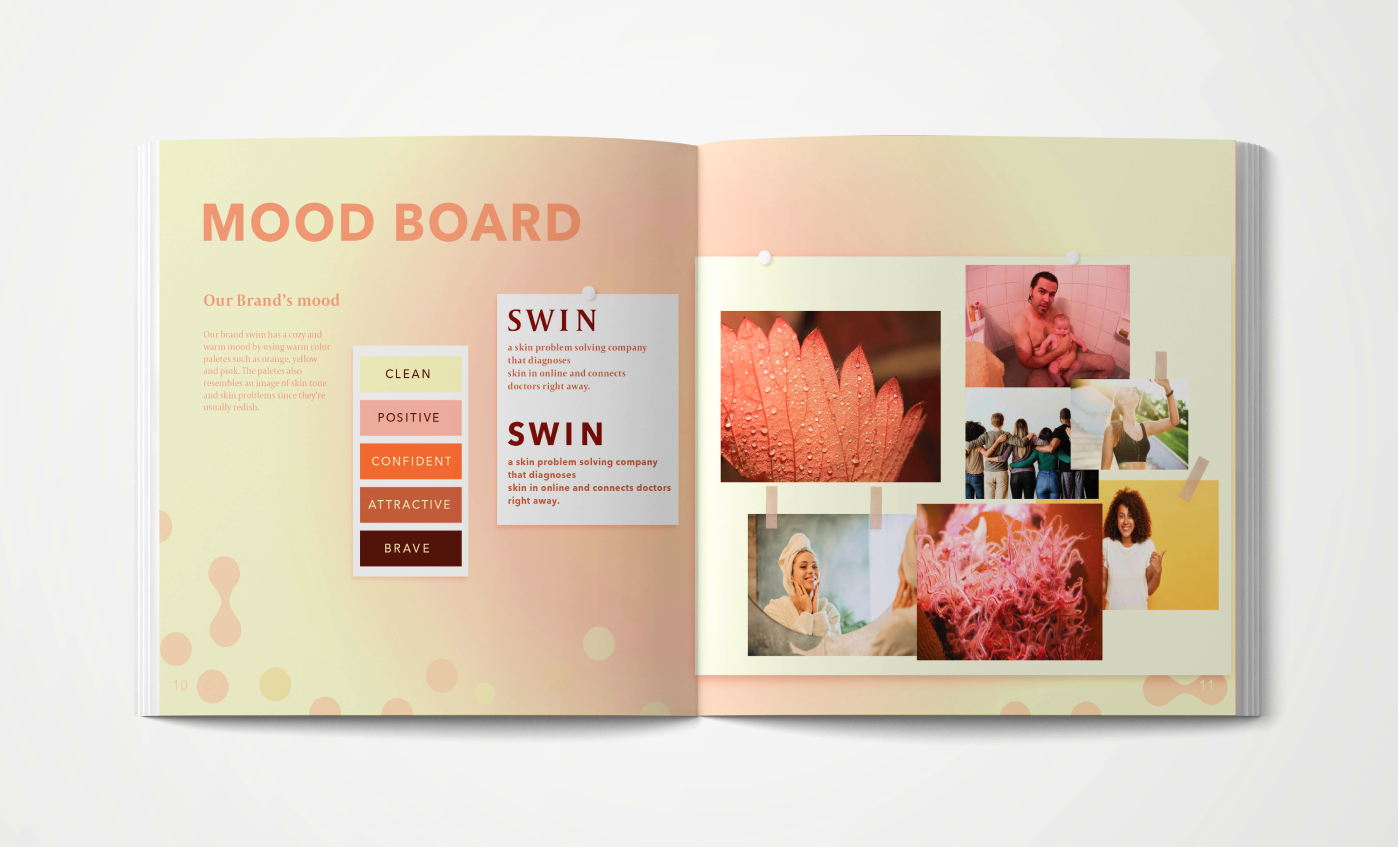 MOOD BOARD
Our Brand's mood
Our brand swim has a cozy and
warm mood by using warm color
paletes such as orange, yellow
and pink. The paletes also
resembles an image of skin tone
and skin problems since they're
usually redish.
CLEAN
POSITIVE
CONFIDENT
ATTRACTIVE
BRAVE
SWIN
a skin problem solving company
that diagnoses
skin in online and connects
doctors right away.
SWIN
a skin problem solving company
that diagnoses
skin in online and connects doctors
right away.
10
11